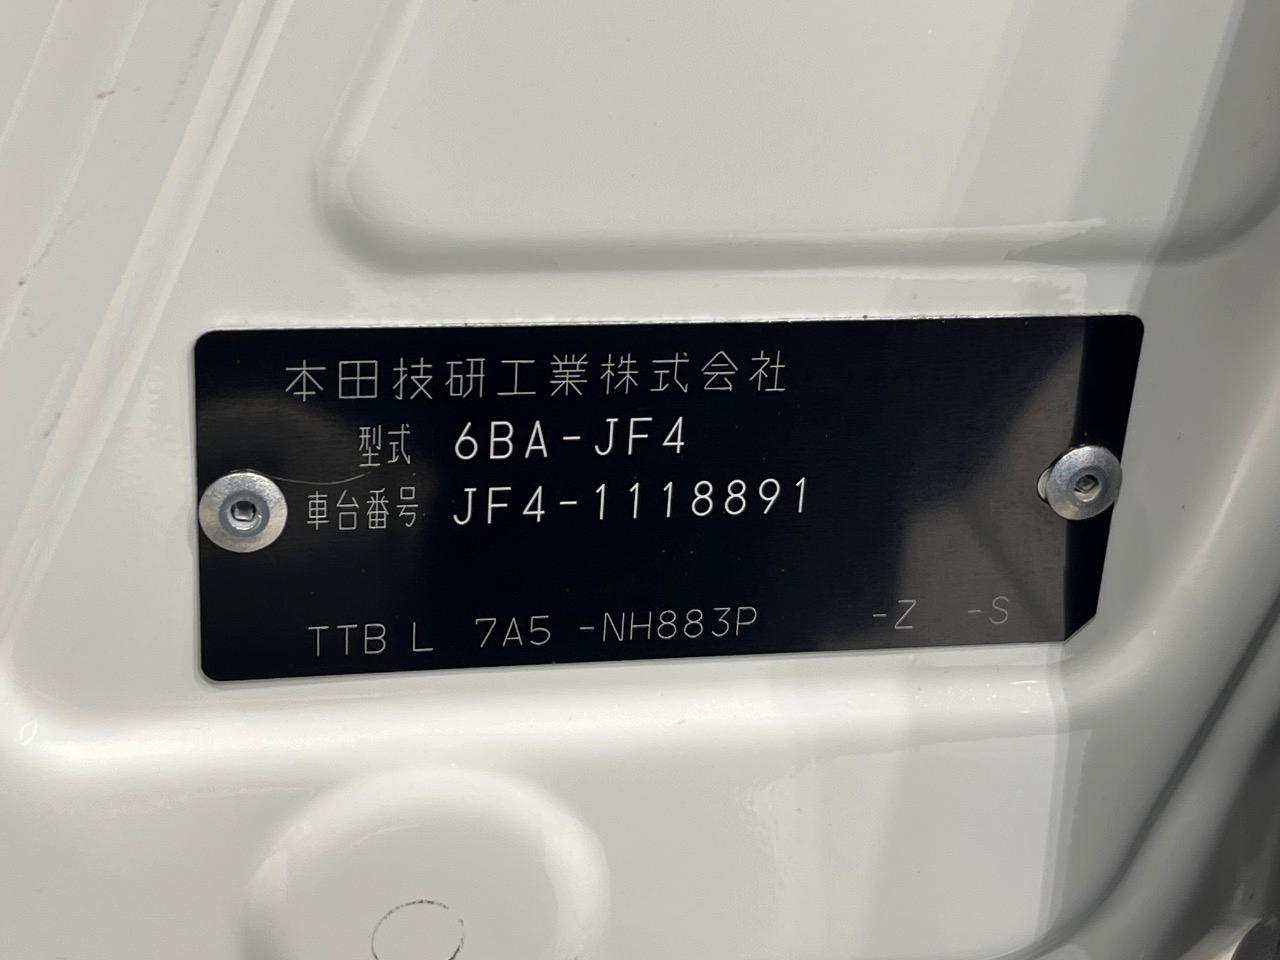 本田技研工業株式会社
型式 6BA-JF4
車台番号 JF4-1118891
TTB L 7A5 -NH883P -Z -S